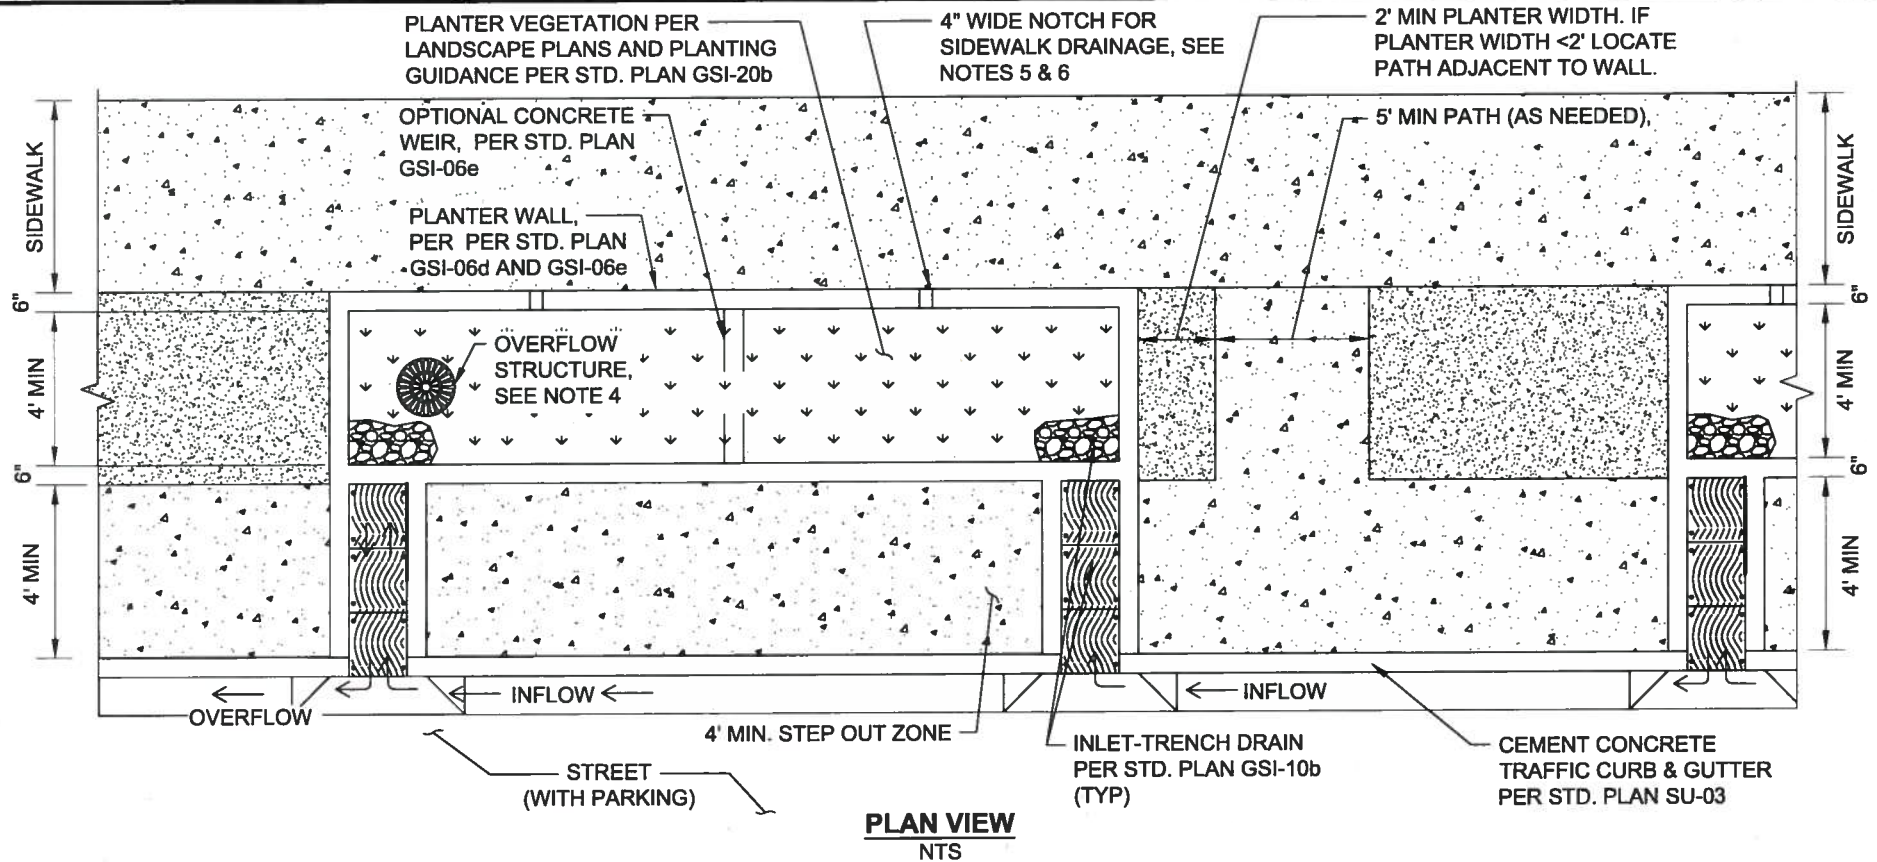 PLANTER VEGETATION PER
LANDSCAPE PLANS AND PLANTING
GUIDANCE PER STD. PLAN GSI-20b
4" WIDE NOTCH FOR
SIDEWALK DRAINAGE, SEE
NOTES 5 & 6
2' MIN PLANTER WIDTH. IF
PLANTER WIDTH <2' LOCATE
PATH ADJACENT TO WALL.
OPTIONAL CONCRETE
WEIR, PER STD. PLAN
GSI-06e
5' MIN PATH (AS NEEDED),
PLANTER WALL,
PER PER STD. PLAN
GSI-06d AND GSI-06e
SIDEWALK
6"
4' MIN
6"
4' MIN
SIDEWALK
6"
4' MIN
6"
4' MIN
OVERFLOW
STRUCTURE,
SEE NOTE 4
INFLOW
INFLOW
OVERFLOW
4' MIN. STEP OUT ZONE
INLET-TRENCH DRAIN
PER STD. PLAN GSI-10b
(TYP)
CEMENT CONCRETE
TRAFFIC CURB & GUTTER
PER STD. PLAN SU-03
STREET
(WITH PARKING)
PLAN VIEW
NTS